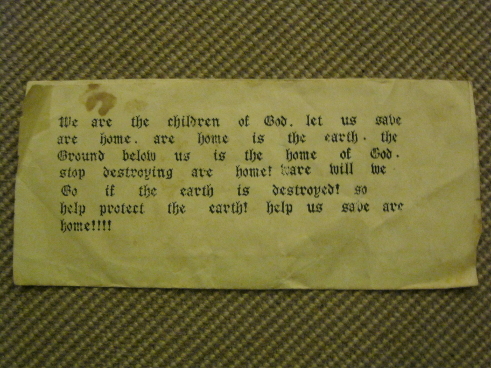 We are the children of God. let us save
are home. are home is the earth. the
Ground below us is the home of God.
stop destroying are home! ware will we
Go if the earth is destroyed! so
help protect the earth! help us save are
home!!!!